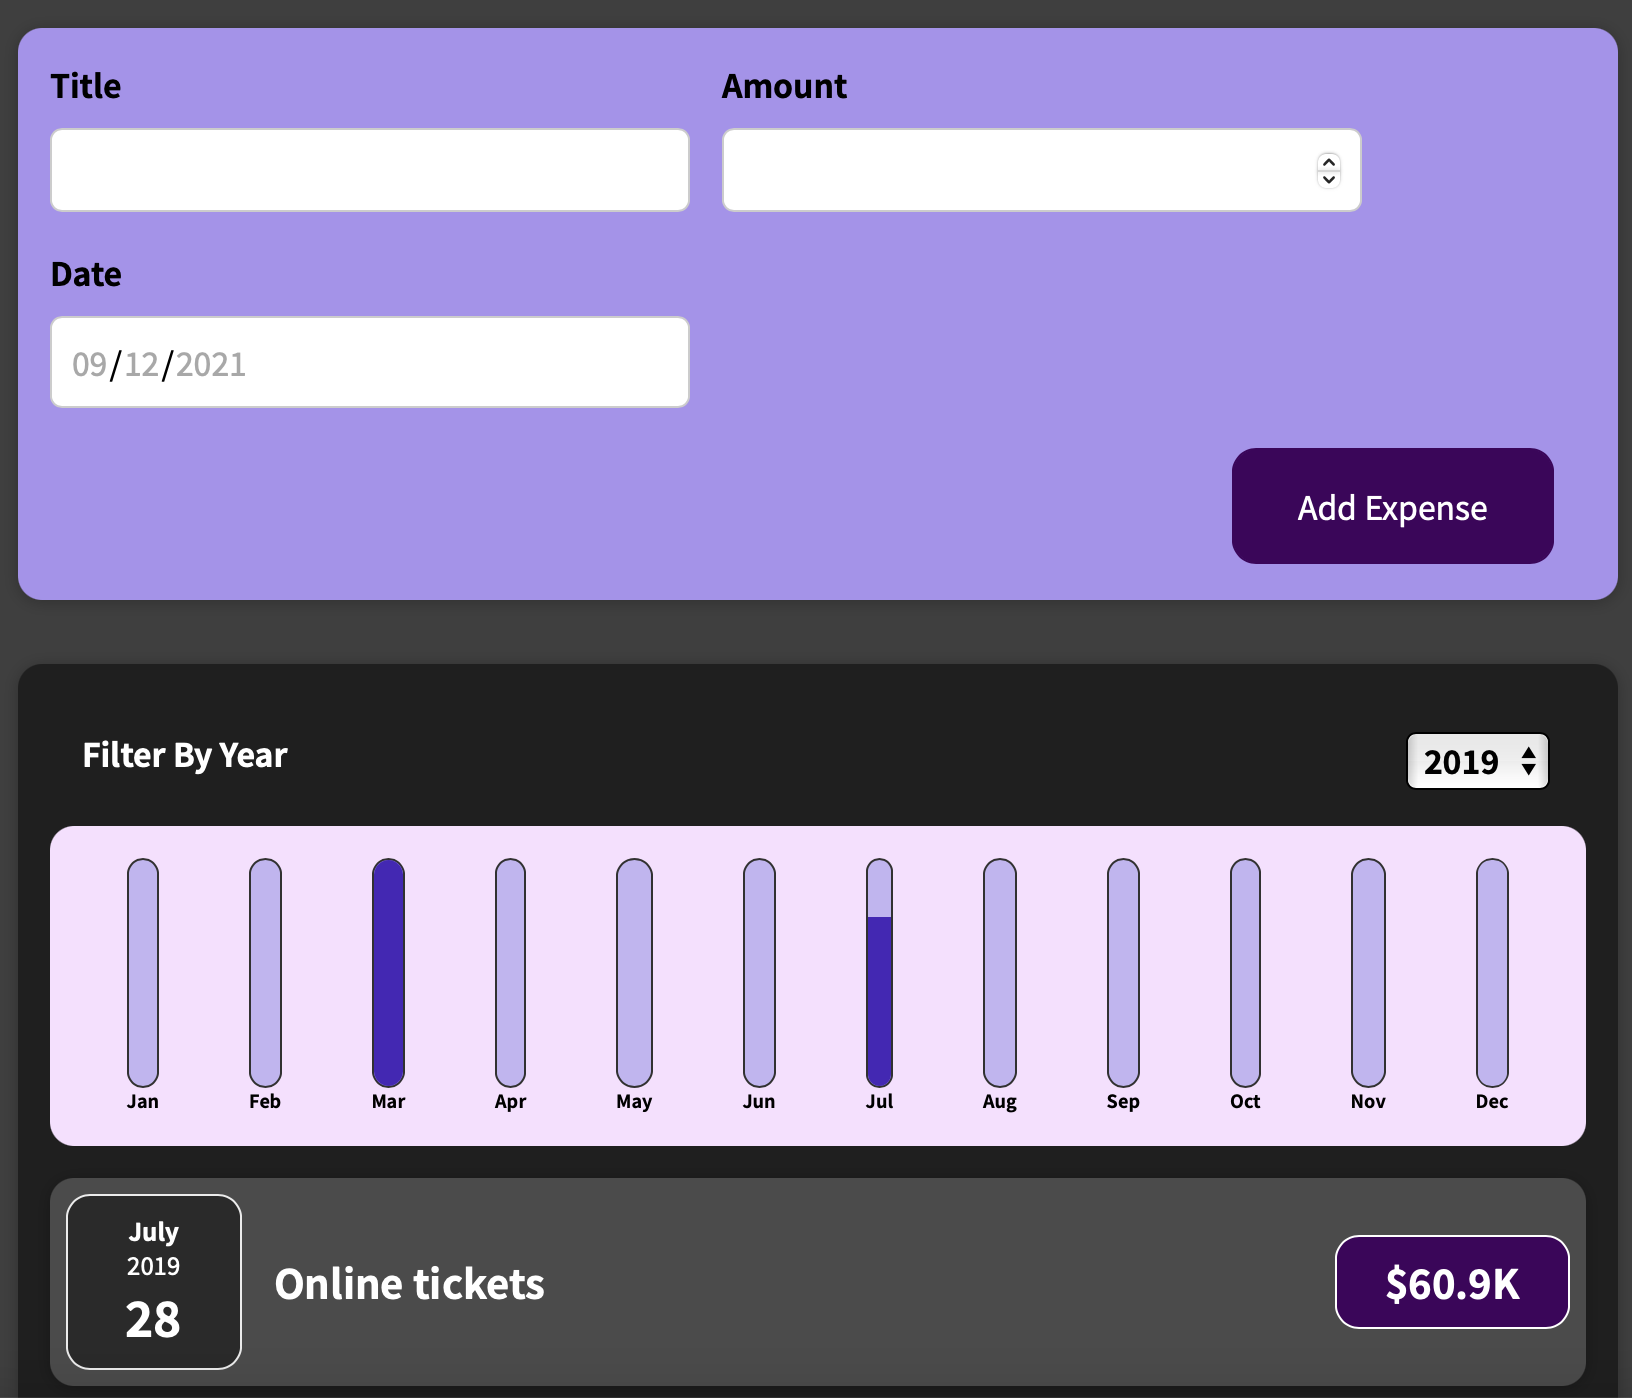 Title
Amount
Date
09/12/2021
Add Expense
Filter By Year
2019
Jan Feb Mar Apr May Jun Jul Aug Sep Oct Nov Dec
July
2019
28
Online tickets
$60.9K